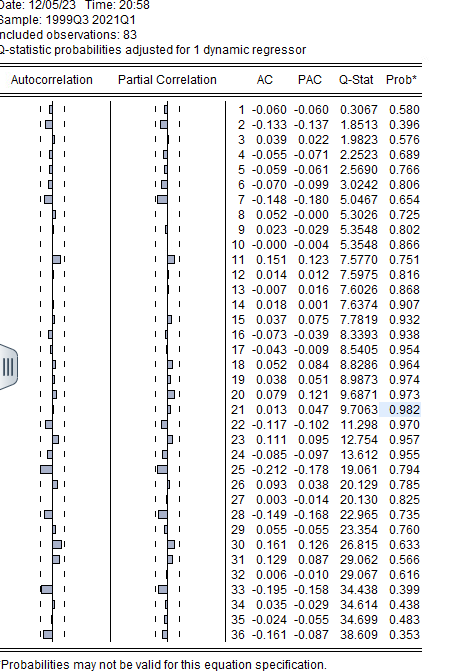 Date: 12/05/23 Time: 20:58
Sample: 1999Q3 2021Q1
Included observations: 83
Q-statistic probabilities adjusted for 1 dynamic regressor
Autocorrelation Partial Correlation AC PAC Q-Stat Prob*
1 -0.060 -0.060 0.3067 0.580
2 -0.133 -0.137 1.8513 0.396
3 0.039 0.022 1.9823 0.576
4 -0.055 -0.071 2.2523 0.689
5 -0.059 -0.061 2.5690 0.766
6 -0.070 -0.099 3.0242 0.806
7 -0.148 -0.180 5.0467 0.654
8 0.052 -0.000 5.3026 0.725
9 0.023 -0.029 5.3548 0.802
10 -0.000 -0.004 5.3548 0.866
11 0.151 0.123 7.5770 0.751
12 0.014 0.012 7.5975 0.816
13 -0.007 0.016 7.6026 0.868
14 0.018 0.001 7.6374 0.907
15 0.037 0.075 7.7819 0.932
16 -0.073 -0.039 8.3393 0.938
17 -0.043 -0.009 8.5405 0.954
18 0.052 0.084 8.8286 0.964
19 0.038 0.051 8.9873 0.974
20 0.079 0.121 9.6871 0.973
21 0.013 0.047 9.7063 0.982
22 -0.117 -0.102 11.298 0.970
23 0.111 0.095 12.754 0.957
24 -0.085 -0.097 13.612 0.955
25 -0.212 -0.178 19.061 0.794
26 0.093 0.038 20.129 0.785
27 0.003 -0.014 20.130 0.825
28 -0.149 -0.168 22.965 0.735
29 0.055 -0.055 23.354 0.760
30 0.161 0.126 26.815 0.633
31 0.129 0.087 29.062 0.566
32 0.006 -0.010 29.067 0.616
33 -0.195 -0.158 34.438 0.399
34 0.035 -0.029 34.614 0.438
35 -0.024 -0.055 34.699 0.483
36 -0.161 -0.087 38.609 0.353
*Probabilities may not be valid for this equation specification.